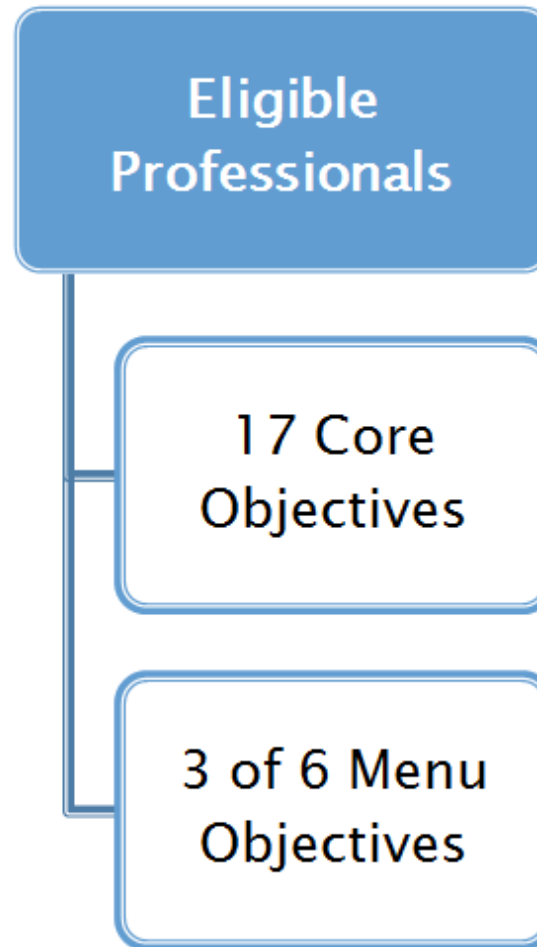 Eligible
Professionals
17 Core
Objectives
3 of 6 Menu
Objectives